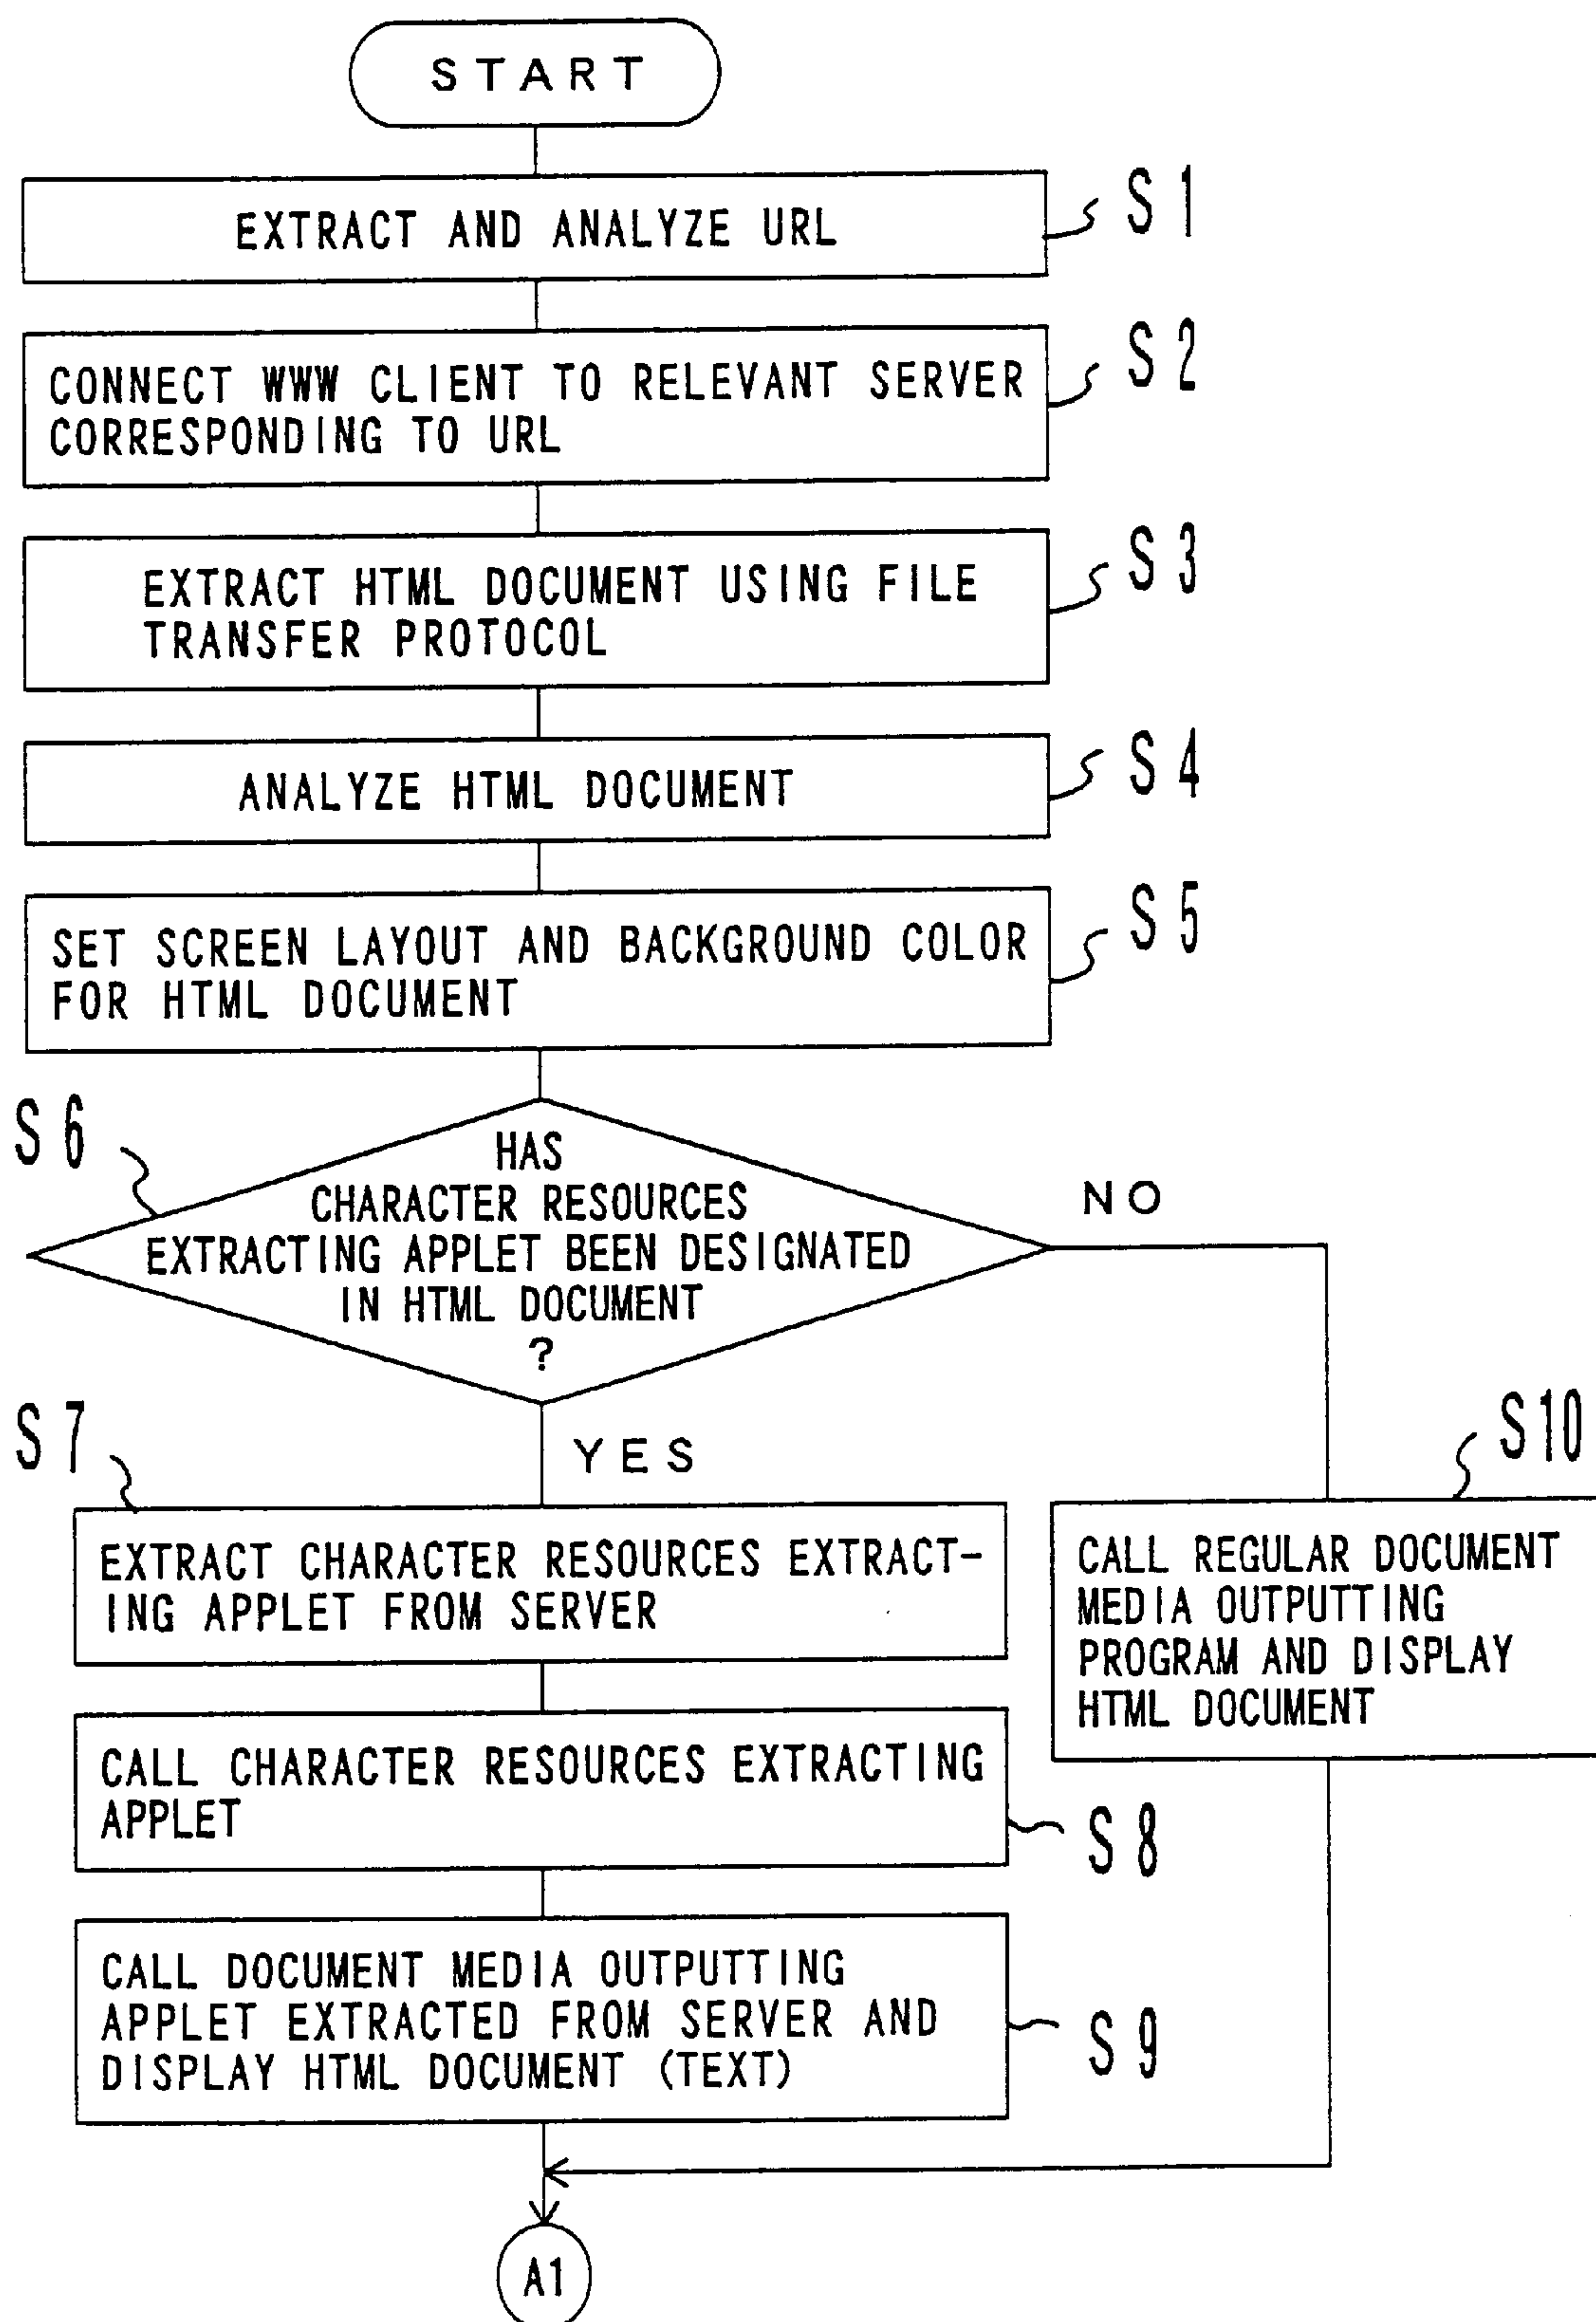 START
EXTRACT AND ANALYZE URL
S1
CONNECT WWW CLIENT TO RELEVANT SERVER
CORRESPONDING TO URL
S2
EXTRACT HTML DOCUMENT USING FILE
TRANSFER PROTOCOL
S3
ANALYZE HTML DOCUMENT
S4
SET SCREEN LAYOUT AND BACKGROUND COLOR
FOR HTML DOCUMENT
S5
S6
HAS
CHARACTER RESOURCES
EXTRACTING APPLET BEEN DESIGNATED
IN HTML DOCUMENT
?
NO
YES
S7
EXTRACT CHARACTER RESOURCES EXTRACT-
ING APPLET FROM SERVER
S10
CALL REGULAR DOCUMENT
MEDIA OUTPUTTING
PROGRAM AND DISPLAY
HTML DOCUMENT
CALL CHARACTER RESOURCES EXTRACTING
APPLET
S8
CALL DOCUMENT MEDIA OUTPUTTING
APPLET EXTRACTED FROM SERVER AND
DISPLAY HTML DOCUMENT (TEXT)
S9
A1